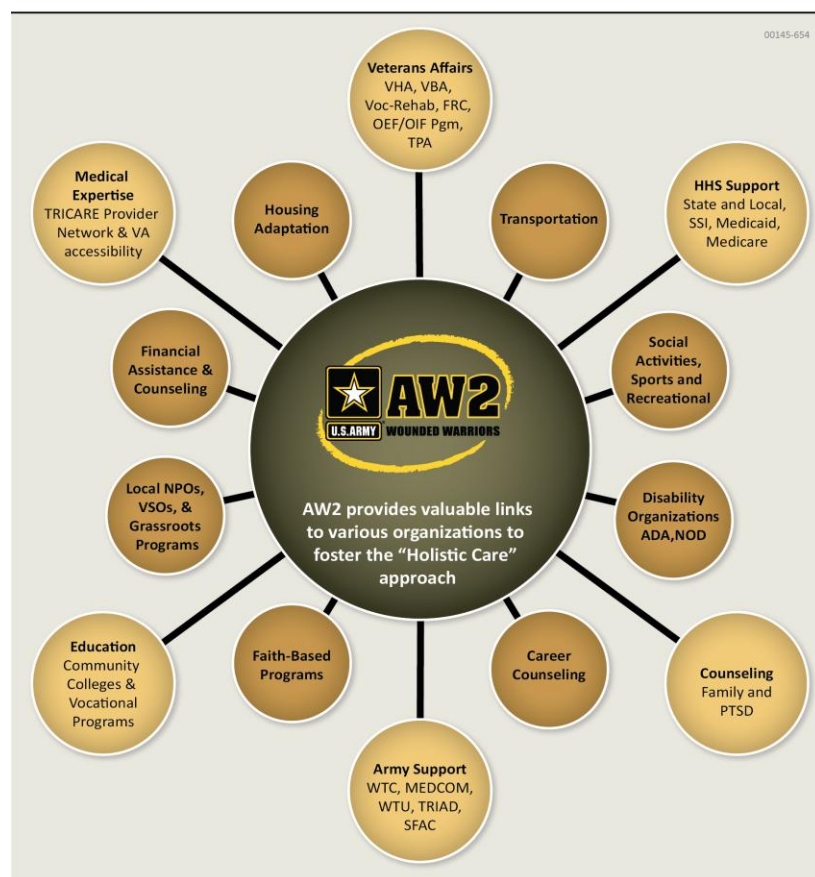 00145-654
Veterans Affairs
VHA, VBA,
Voc-Rehab, FRC,
OEF/OIF Pgm,
TPA
Medical
Expertise
TRICARE Provider
Network & VA
accessibility
Housing
Adaptation
Transportation
HHS Support
State and Local,
SSI, Medicaid,
Medicare
Financial
Assistance &
Counseling
Social
Activities,
Sports and
Recreational
AW2
U.S.ARMY
WOUNDED WARRIORS
AW2 provides valuable links
to various organizations to
foster the “Holistic Care”
approach
Local NPOs,
VSOs, &
Grassroots
Programs
Disability
Organizations
ADA,NOD
Education
Community
Colleges &
Vocational
Programs
Faith-Based
Programs
Career
Counseling
Counseling
Family and
PTSD
Army Support
WTC, MEDCOM,
WTU, TRIAD,
SFAC